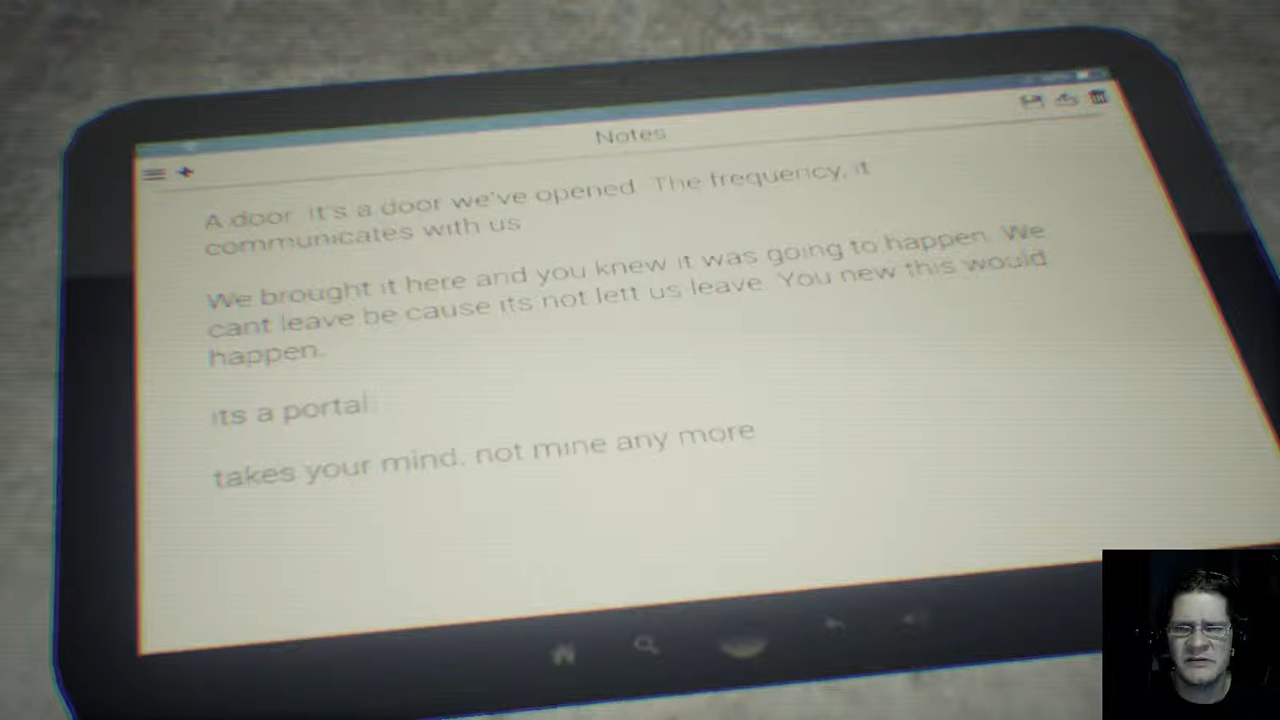 Notes
A door. It's a door we've opened. The frequency, it
communicates with us
We brought it here and you knew it was going to happen. We
cant leave be cause its not lett us leave. You new this would
happen.
its a portal.
takes your mind, not mine any more